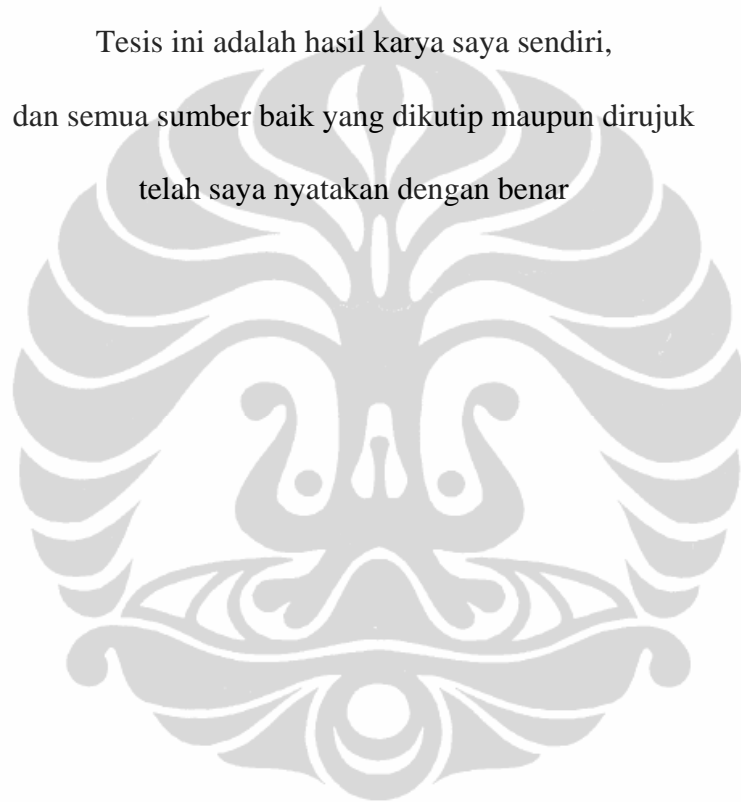 Tesis ini adalah hasil karya saya sendiri,
dan semua sumber baik yang dikutip maupun dirujuk
telah saya nyatakan dengan benar